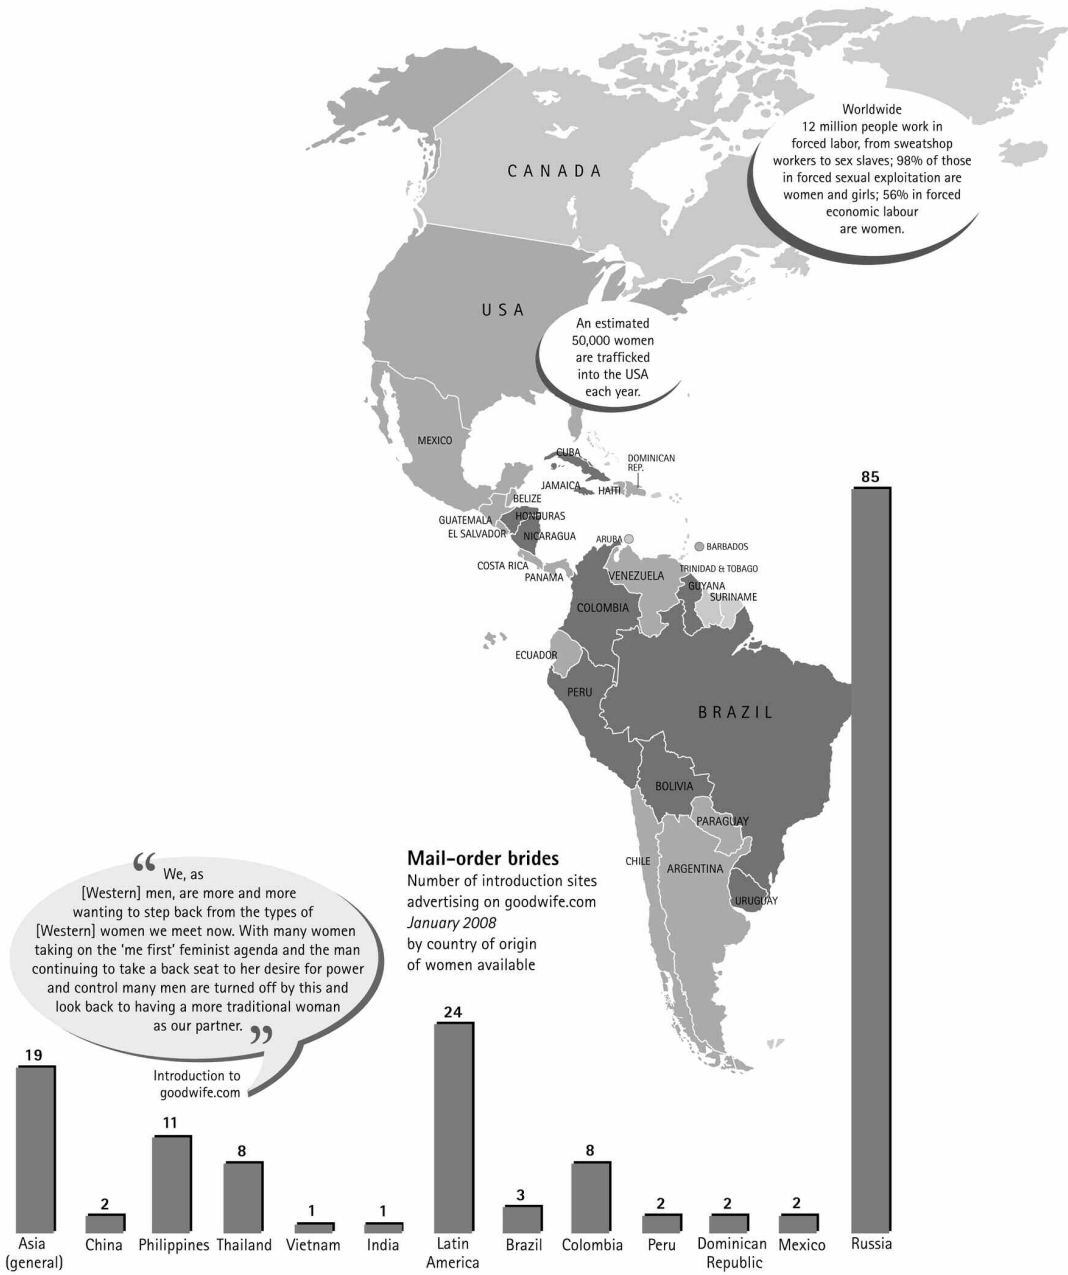 Worldwide
12 million people work in
forced labor, from sweatshop
workers to sex slaves; 98% of those
in forced sexual exploitation are
women and girls; 56% in forced
economic labour
are women.
CANADA
USA
An estimated
50,000 women
are trafficked
into the USA
each year.
MEXICO
CUBA
DOMINICAN
REP.
JAMAICA
HAITI
BELIZE
GUATEMALA
HONDURAS
EL SALVADOR
NICARAGUA
ARUBA
BARBADOS
COSTA RICA
PANAMA
VENEZUELA
TRINIDAD & TOBAGO
GUYANA
SURINAME
COLOMBIA
ECUADOR
PERU
BRAZIL
BOLIVIA
PARAGUAY
CHILE
ARGENTINA
URUGUAY
“ We, as
[Western] men, are more and more
wanting to step back from the types of
[Western] women we meet now. With many women
taking on the 'me first' feminist agenda and the man
continuing to take a back seat to her desire for power
and control many men are turned off by this and
look back to having a more traditional woman
as our partner. ”
Introduction to
goodwife.com
Mail-order brides
Number of introduction sites
advertising on goodwife.com
January 2008
by country of origin
of women available
19
2
11
8
1
1
24
3
8
2
2
2
85
Asia
(general)
China
Philippines
Thailand
Vietnam
India
Latin
America
Brazil
Colombia
Peru
Dominican
Republic
Mexico
Russia